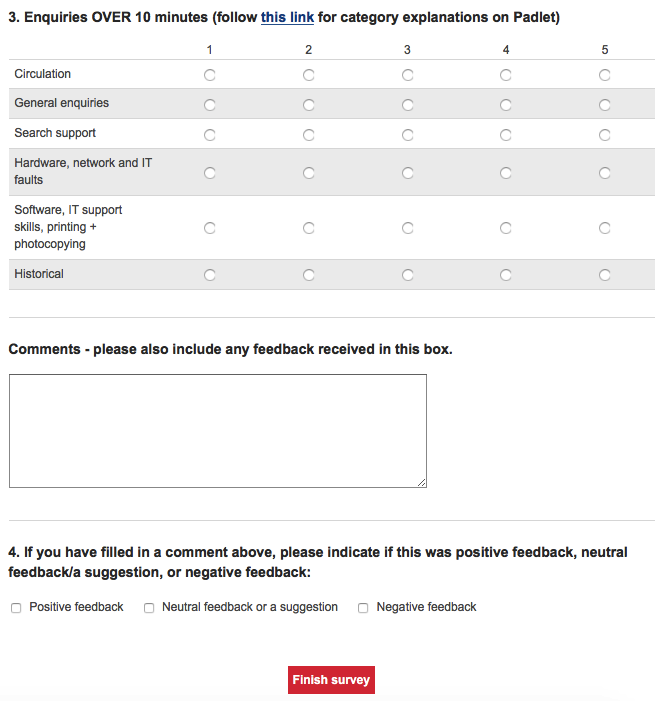 3. Enquiries OVER 10 minutes (follow this link for category explanations on Padlet)
1 2 3 4 5
Circulation
General enquiries
Search support
Hardware, network and IT
faults
Software, IT support
skills, printing +
photocopying
Historical
Comments - please also include any feedback received in this box.
4. If you have filled in a comment above, please indicate if this was positive feedback, neutral
feedback/a suggestion, or negative feedback:
Positive feedback Neutral feedback or a suggestion Negative feedback
Finish survey